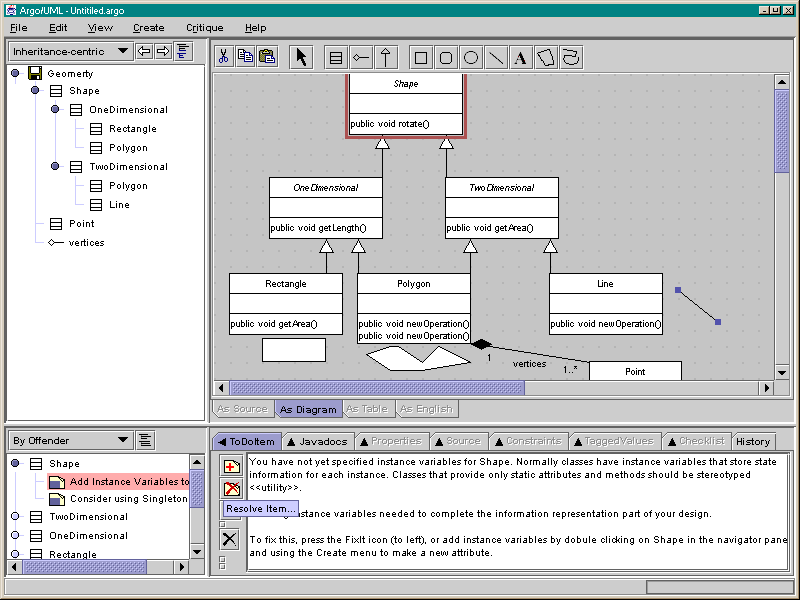 Argo/UML - Untitled.argo
File Edit View Create Critique Help
Inheritance-centric
Geomerty
Shape
OneDimensional
Rectangle
Polygon
TwoDimensional
Polygon
Line
Point
vertices
A
Shape
public void rotate()
OneDimensional
public void getLength()
TwoDimensional
public void getArea()
Rectangle
public void getArea()
Polygon
public void newOperation()
public void newOperation()
Line
public void newOperation()
1
vertices
1..*
Point
As Source As Diagram As Table As English
By Offender
Shape
Add Instance Variables to
Consider using Singleton
TwoDimensional
OneDimensional
Rectangle
ToDoItem Javadocs Properties Source Constraints TaggedValues Checklist History
You have not yet specified instance variables for Shape. Normally classes have instance variables that store state
information for each instance. Classes that provide only static attributes and methods should be stereotyped
<<utility>>.
Resolve Item...
instance variables needed to complete the information representation part of your design.
To fix this, press the FixIt icon (to left), or add instance variables by dobule clicking on Shape in the navigator pane
and using the Create menu to make a new attribute.